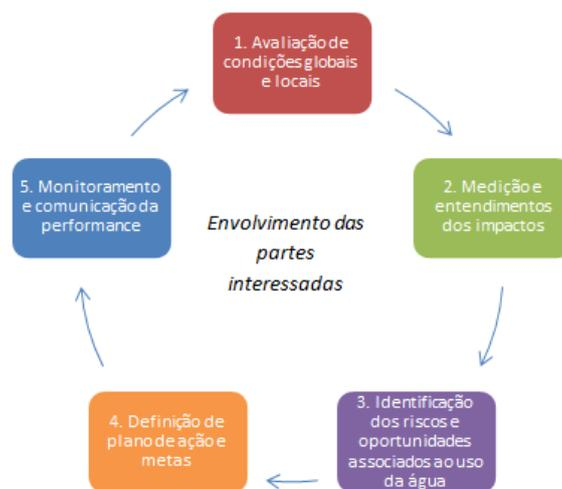 1. Avaliação de
condições globais
e locais
2. Medição e
entendimentos
dos impactos
3. Identificação
dos riscos e
oportunidades
associados ao uso
da água
4. Definição de
plano de ação e
metas
5. Monitoramento
e comunicação da
performance
Envolvimento das
partes
interessadas